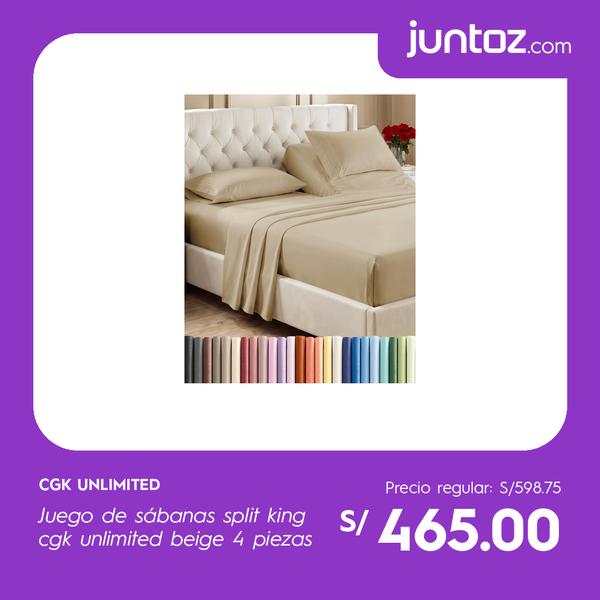 juntoz.com
CGK UNLIMITED
Juego de sábanas split king
cgk unlimited beige 4 piezas
Precio regular: S/598.75
S/ 465.00